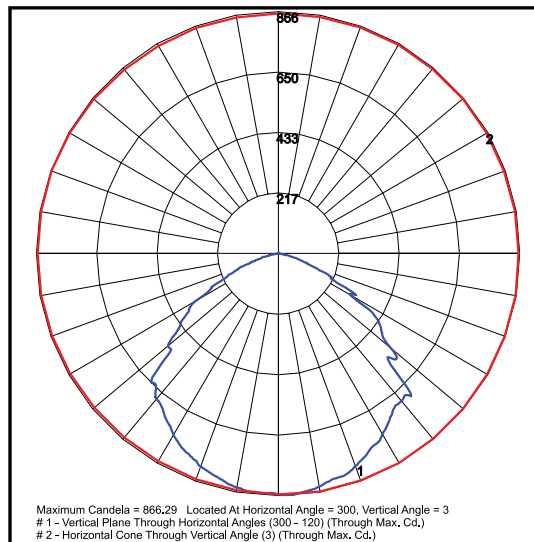 866
650
433
2
217
1
Maximum Candela = 866.29 Located At Horizontal Angle = 300, Vertical Angle = 3
# 1 - Vertical Plane Through Horizontal Angles (300 - 120) (Through Max. Cd.)
# 2 - Horizontal Cone Through Vertical Angle (3) (Through Max. Cd.)